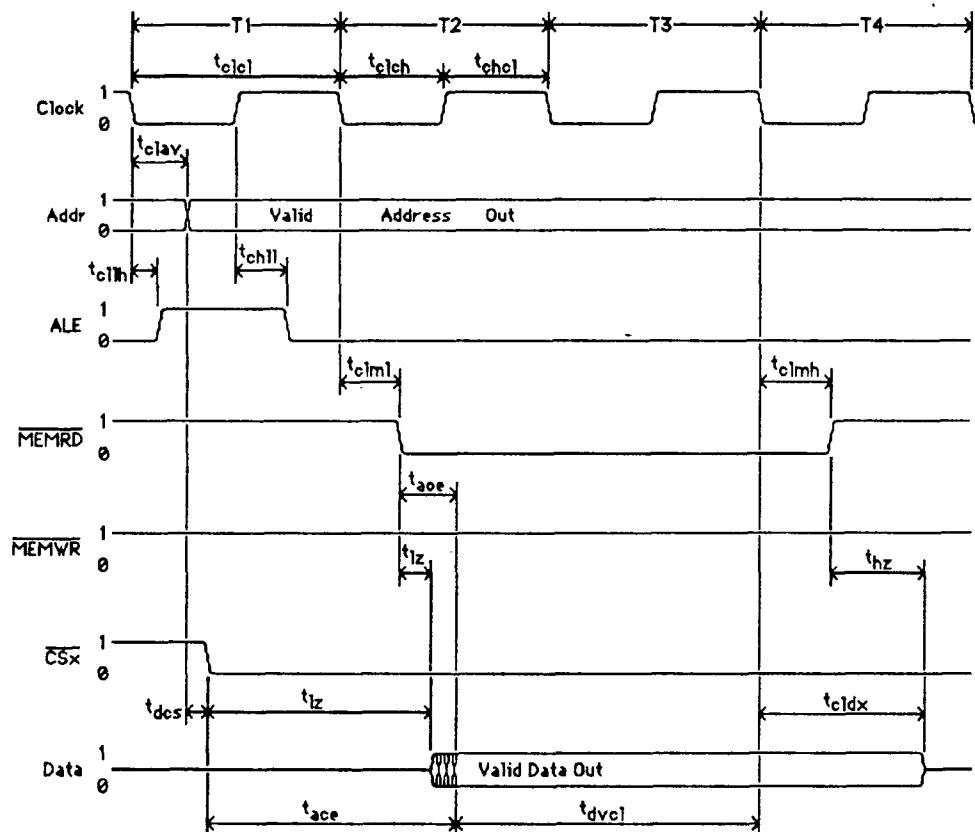 T1 T2 T3 T4
tclcl tclch tchcl
Clock 1
0
tclav
Addr 1
0
Valid Address Out
tcllh tchll
ALE 1
0
tclml tclmh
MEMRD 1
0
taoe
MEMWR 1
0
tlz thz
CSx 1
0
tdcs tlz tcldx
Data 1
0
Valid Data Out
tace tdvcl